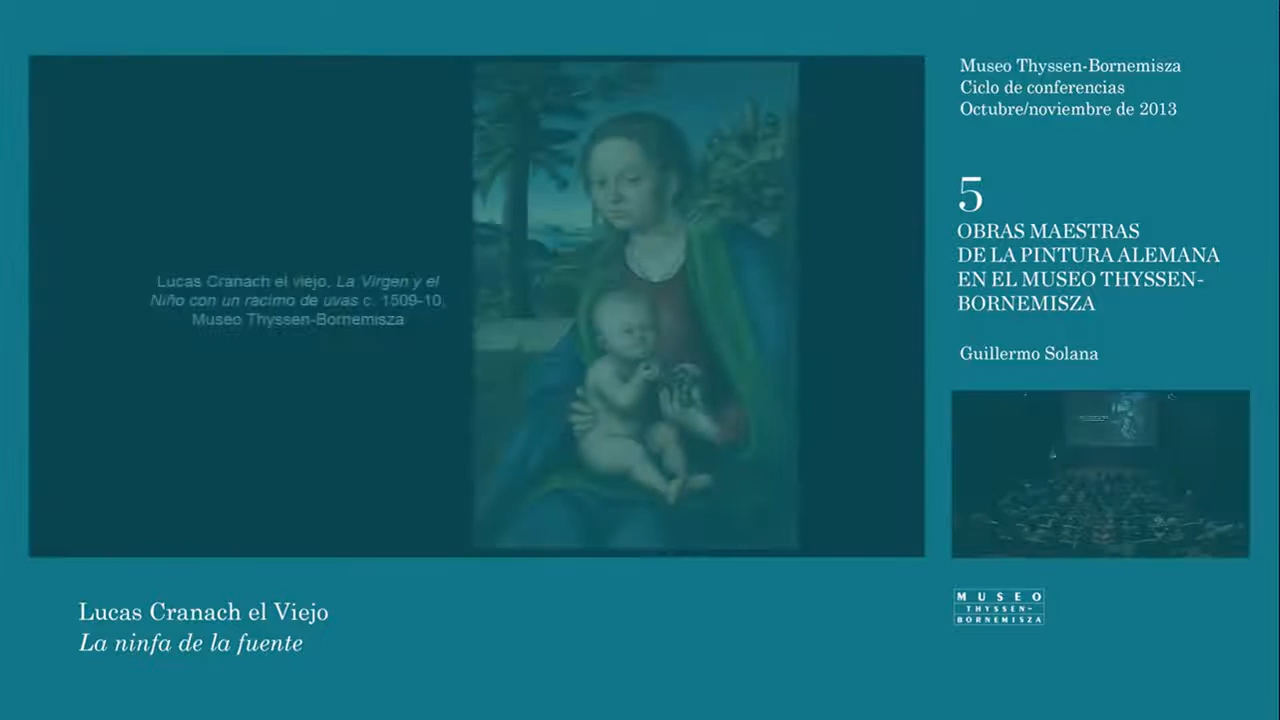 Museo Thyssen-Bornemisza
Ciclo de conferencias
Octubre/noviembre de 2013
5
OBRAS MAESTRAS
DE LA PINTURA ALEMANA
EN EL MUSEO THYSSEN-
BORNEMISZA
Guillermo Solana
Lucas Cranach el viejo, La Virgen y el
Niño con un racimo de uvas c. 1509-10,
Museo Thyssen-Bornemisza
Lucas Cranach el Viejo
La ninfa de la fuente
MUSEO
THYSSEN-
BORNEMISZA